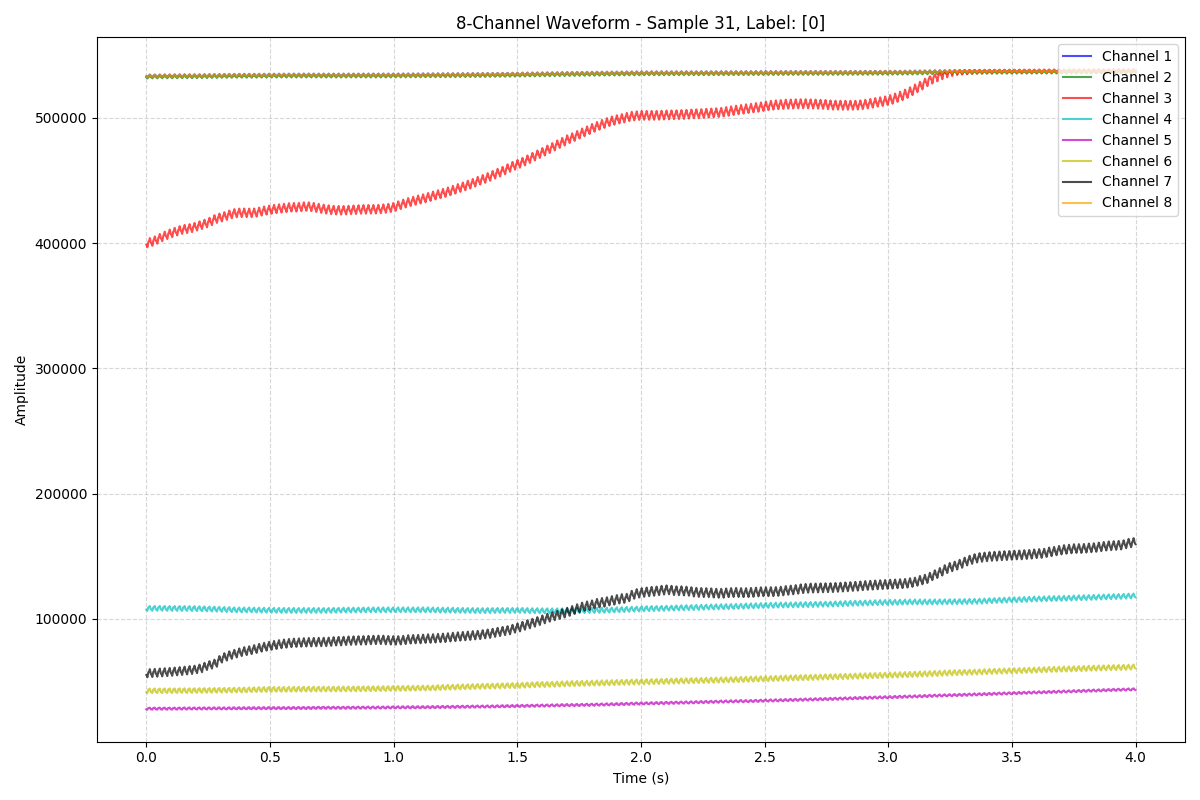 8-Channel Waveform - Sample 31, Label: [0]
Channel 1
Channel 2
Channel 3
Channel 4
Channel 5
Channel 6
Channel 7
Channel 8
Amplitude
500000
400000
300000
200000
100000
0.0 0.5 1.0 1.5 2.0 2.5 3.0 3.5 4.0
Time (s)